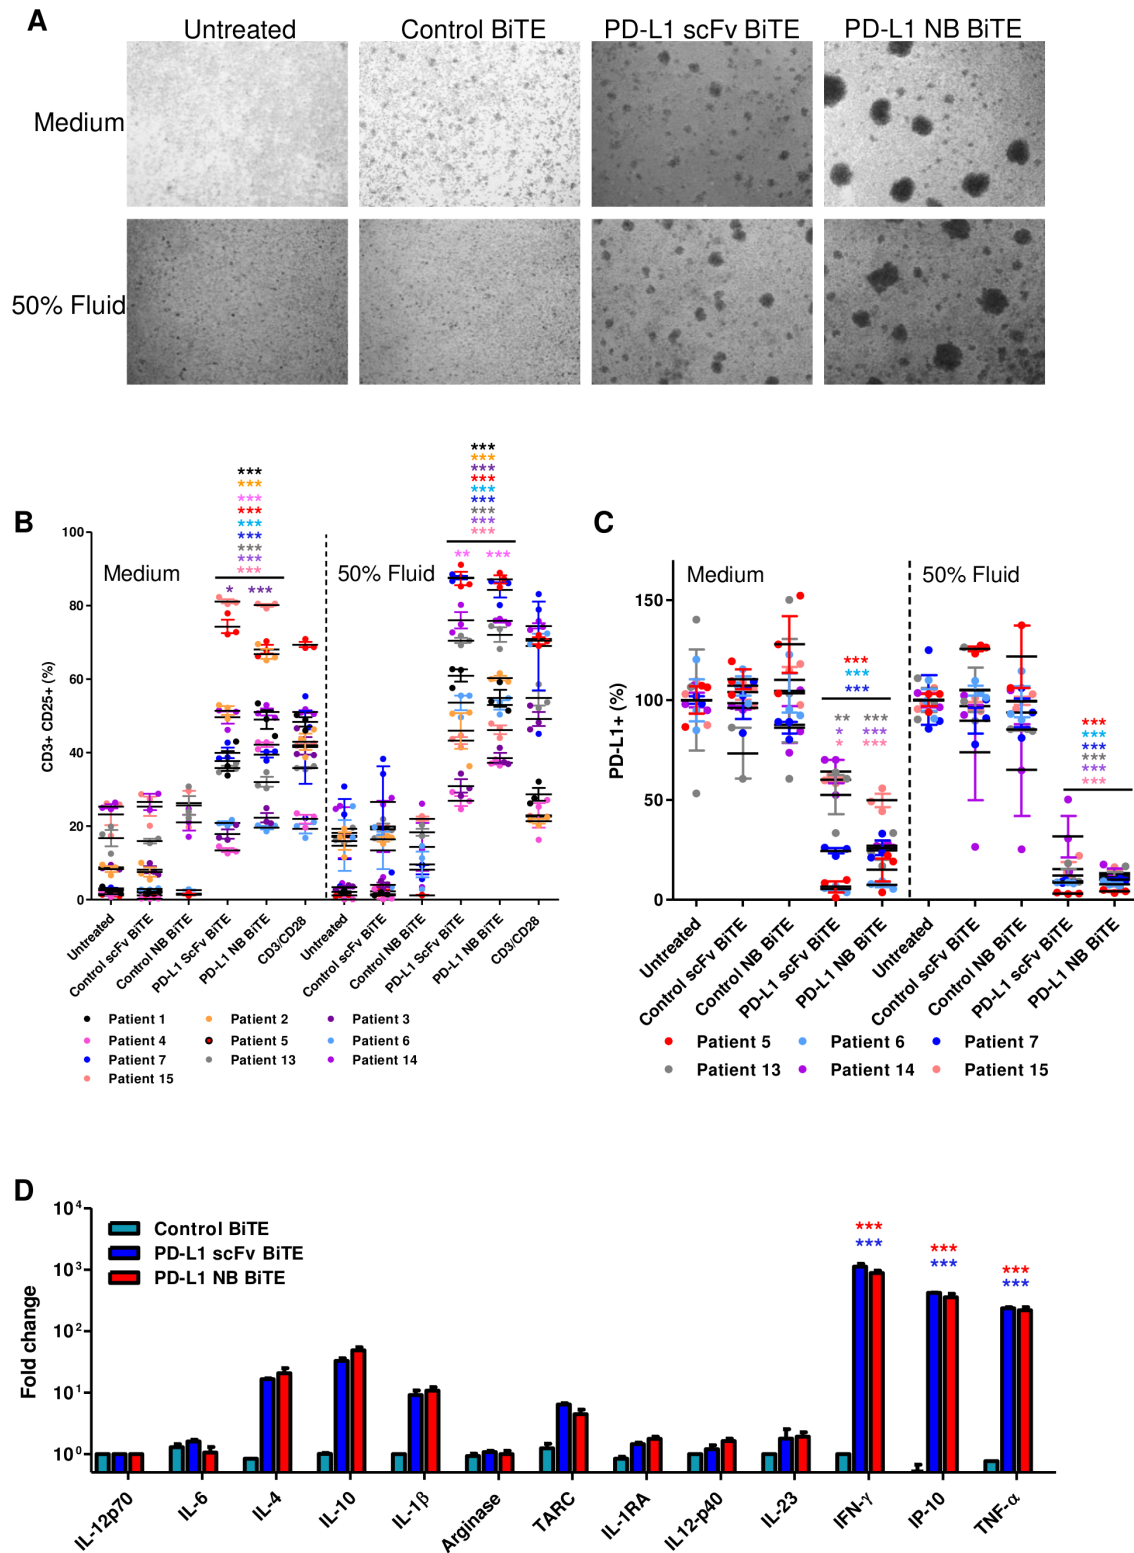 A
Untreated
Control BiTE
PD-L1 scFv BiTE
PD-L1 NB BiTE
Medium
50% Fluid
B
CD3+ CD25+ (%)
100
80
60
40
20
0
Medium
50% Fluid
***
***
***
***
***
***
***
***
***
*
***
***
***
***
***
***
***
***
***
***
**
***
Untreated
Control scFv BiTE
Control NB BiTE
PD-L1 ScFv BiTE
PD-L1 NB BiTE
CD3/CD28
Untreated
Control scFv BiTE
Control NB BiTE
PD-L1 ScFv BiTE
PD-L1 NB BiTE
CD3/CD28
Patient 1
Patient 2
Patient 3
Patient 4
Patient 5
Patient 6
Patient 7
Patient 13
Patient 14
Patient 15
C
PD-L1+ (%)
150
100
50
0
Medium
50% Fluid
***
***
***
**
*
*
***
***
***
***
***
***
***
***
***
Untreated
Control scFv BiTE
Control NB BiTE
PD-L1 scFv BiTE
PD-L1 NB BiTE
Untreated
Control scFv BiTE
Control NB BiTE
PD-L1 scFv BiTE
PD-L1 NB BiTE
Patient 5
Patient 6
Patient 7
Patient 13
Patient 14
Patient 15
D
Fold change
10⁴
10³
10²
10¹
10⁰
Control BiTE
PD-L1 scFv BiTE
PD-L1 NB BiTE
***
***
***
***
***
***
IL-12p70
IL-6
IL-4
IL-10
IL-1β
Arginase
TARC
IL-1RA
IL12-p40
IL-23
IFN-γ
IP-10
TNF-α